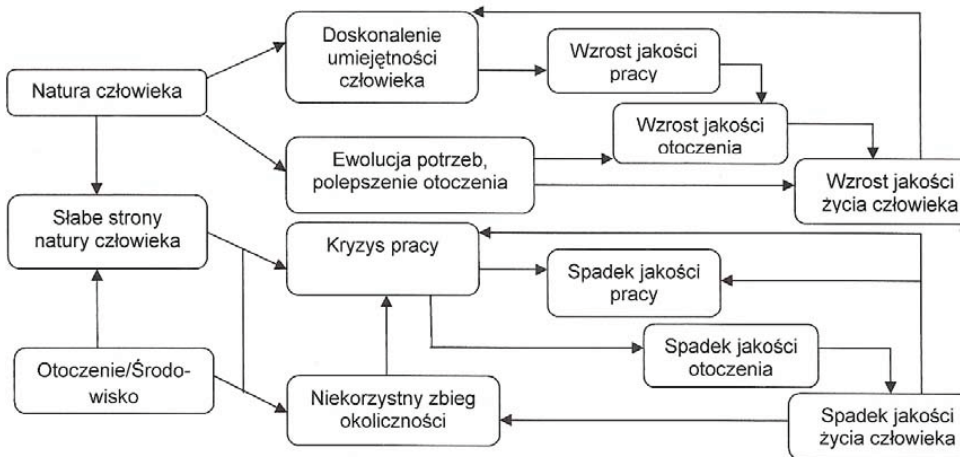 Doskonalenie
umiejętności
człowieka
Wzrost jakości
pracy
Natura człowieka
Wzrost jakości
otoczenia
Ewolucja potrzeb,
polepszenie otoczenia
Wzrost jakości
życia człowieka
Słabe strony
natury człowieka
Kryzys pracy
Spadek jakości
pracy
Spadek jakości
otoczenia
Otoczenie/Środo-
wisko
Niekorzystny zbieg
okoliczności
Spadek jakości
życia człowieka